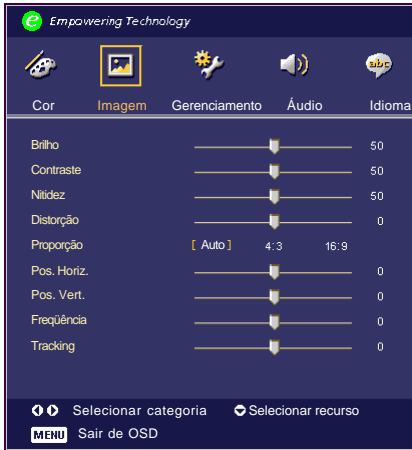 e Empowering Technology
abc
Cor Imagem Gerenciamento Áudio Idioma
Brilho 50
Contraste 50
Nitidez 50
Distorção 0
Proporção [ Auto ] 4:3 16:9
Pos. Horiz. 0
Pos. Vert. 0
Freqüência 0
Tracking 0
Selecionar categoria Selecionar recurso
MENU Sair de OSD